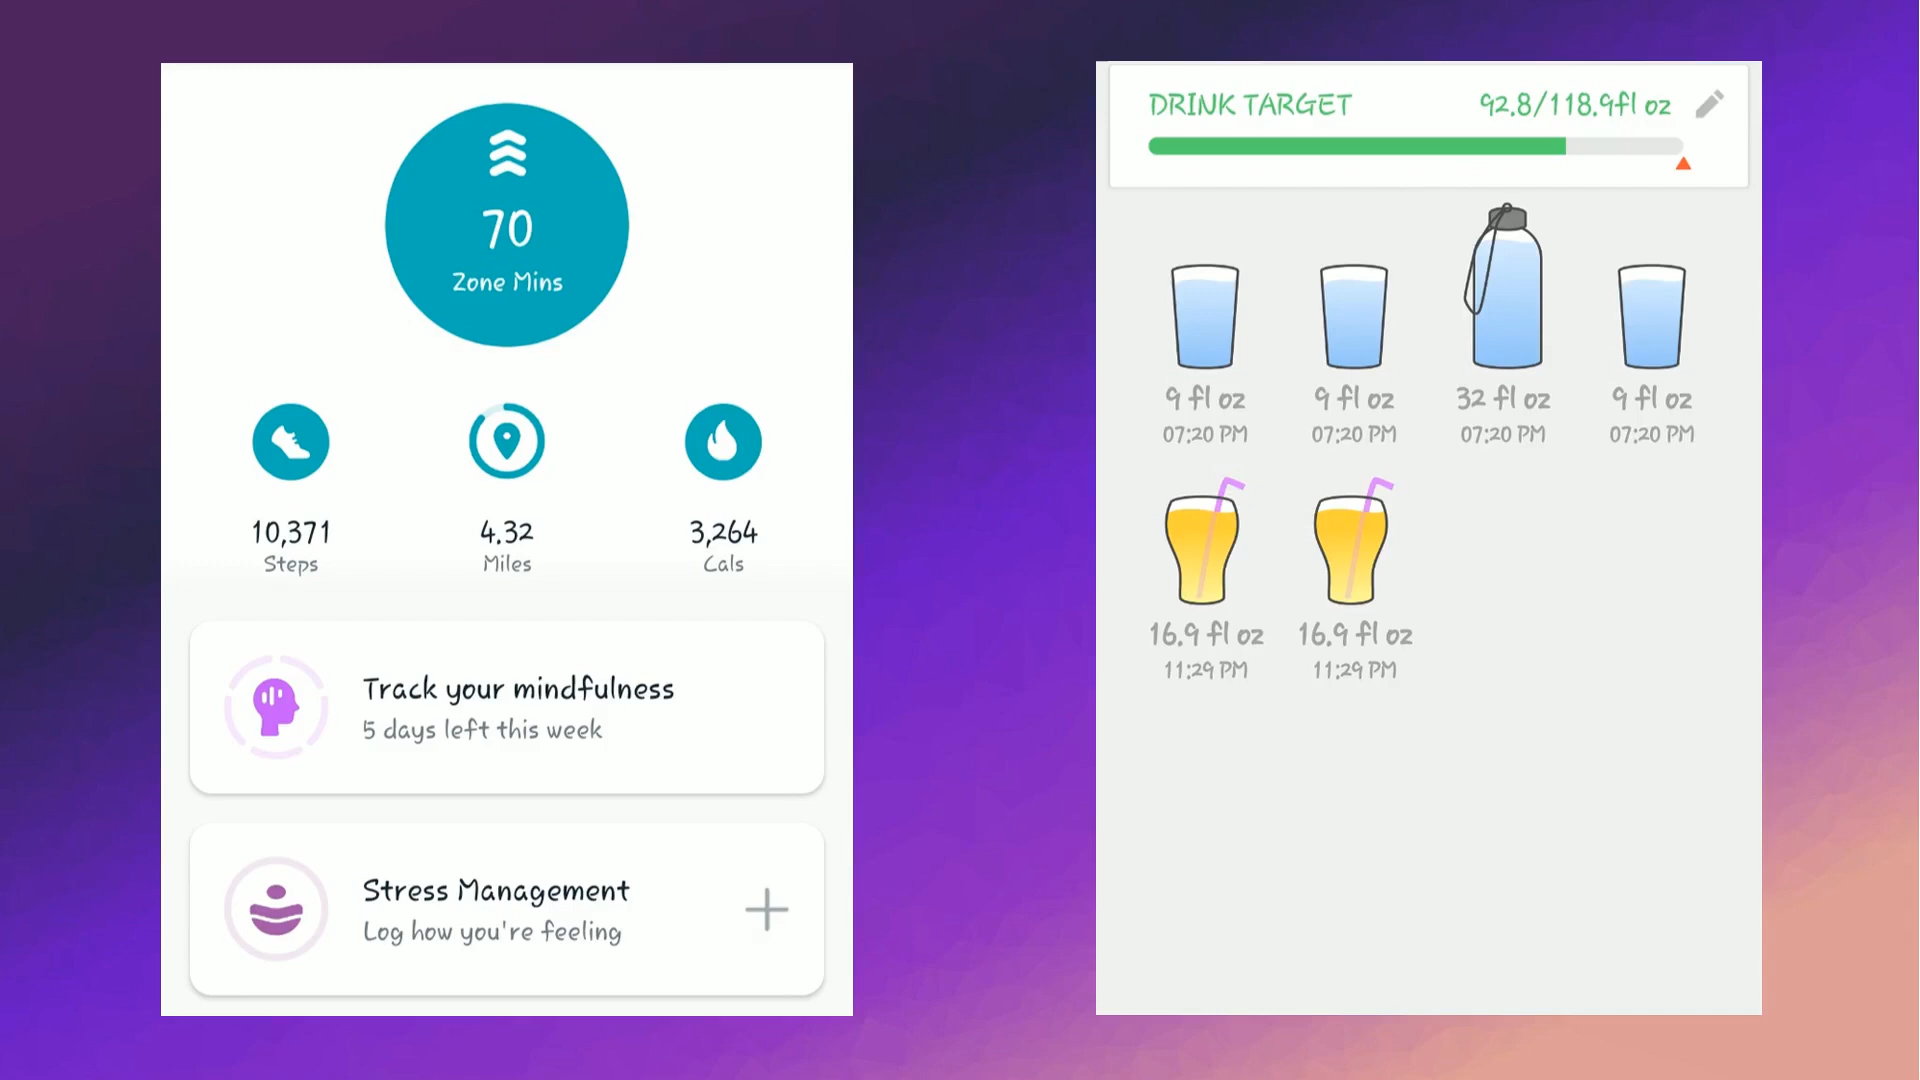 70
Zone Mins
10,371
Steps
4.32
Miles
3,264
Cals
Track your mindfulness
5 days left this week
Stress Management
Log how you're feeling
DRINK TARGET 92.8/118.9fl oz
9 fl oz 9 fl oz 32 fl oz 9 fl oz
07:20 PM 07:20 PM 07:20 PM 07:20 PM
16.9 fl oz 16.9 fl oz
11:29 PM 11:29 PM